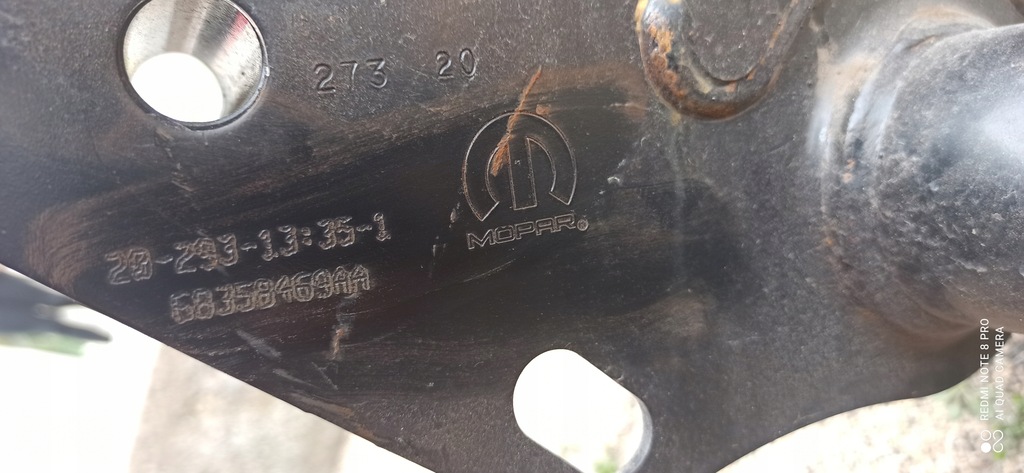 273 20
MOPAR®
20-293-13:35-1
68358469AA
REDMI NOTE 8 PRO
AI QUAD CAMERA